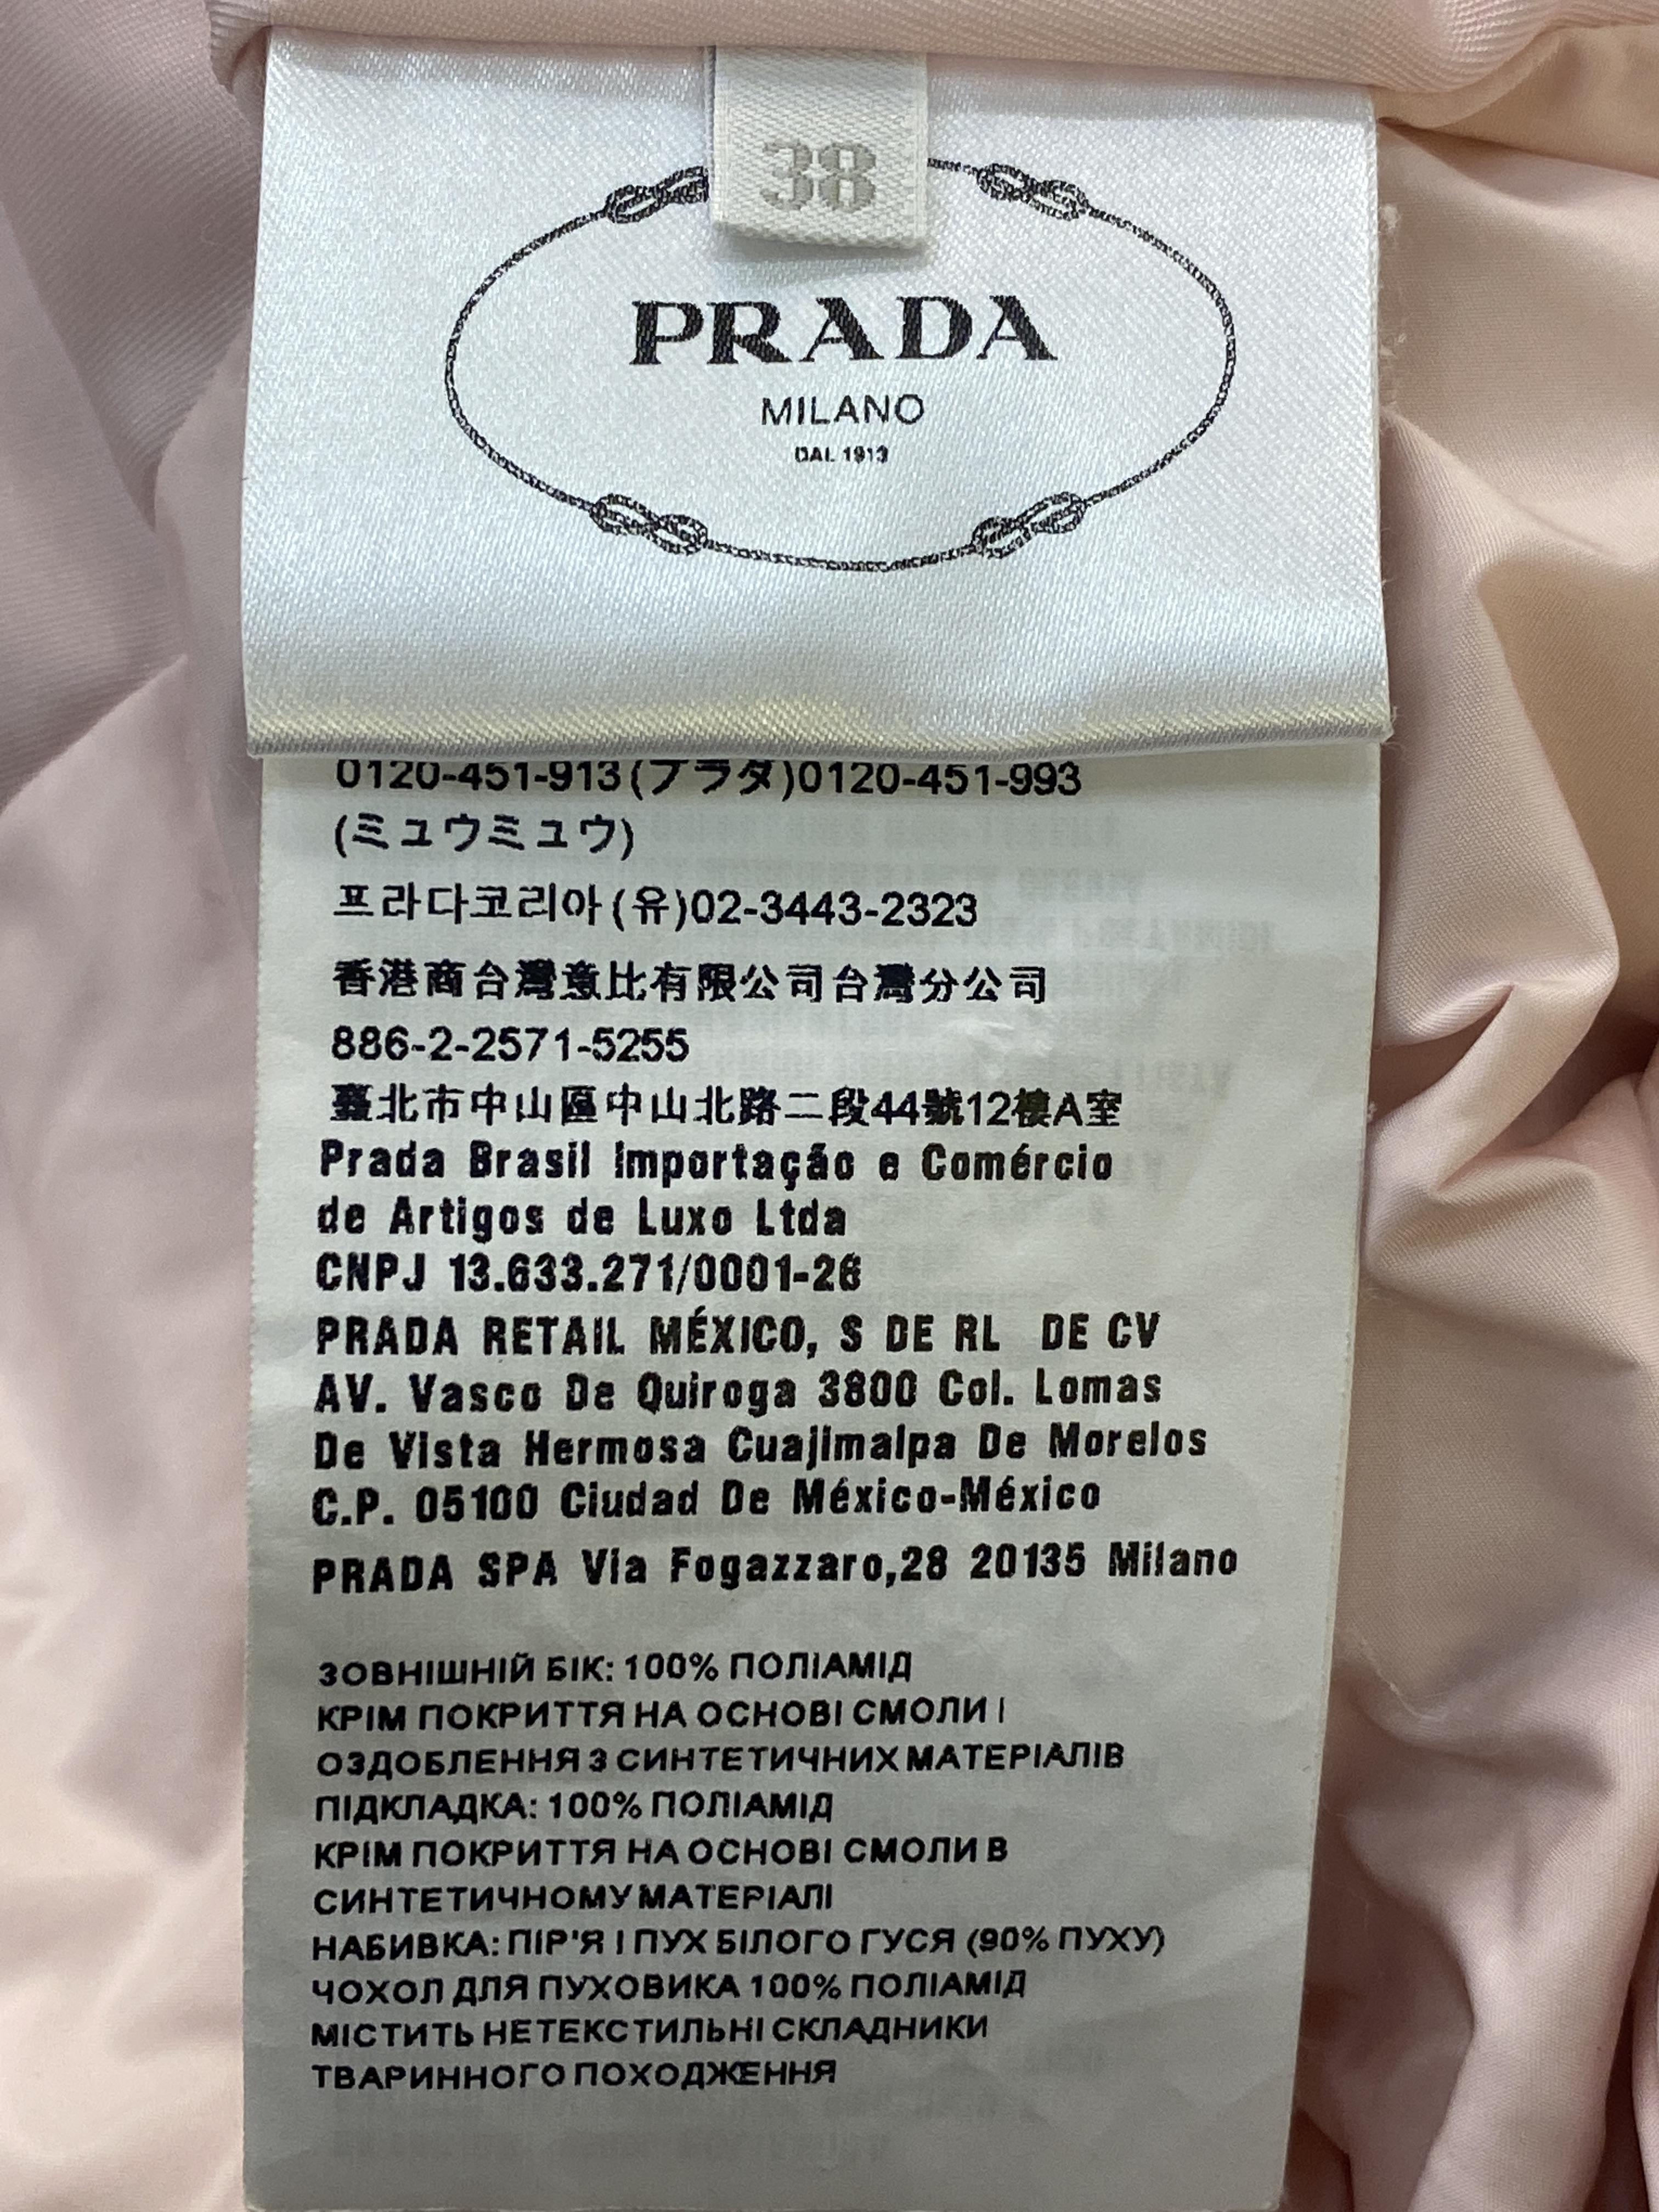 38
PRADA
MILANO
DAL 1913
0120-451-913(プラダ)0120-451-993
(ミュウミュウ)
프라다코리아(유)02-3443-2323
香港商台灣意比有限公司台灣分公司
886-2-2571-5255
臺北市中山區中山北路二段44號12樓A室
Prada Brasil Importação e Comércio
de Artigos de Luxo Ltda
CNPJ 13.633.271/0001-26
PRADA RETAIL MÉXICO, S DE RL DE CV
AV. Vasco De Quiroga 3800 Col. Lomas
De Vista Hermosa Cuajimalpa De Morelos
C.P. 05100 Ciudad De México-México
PRADA SPA Via Fogazzaro,28 20135 Milano
ЗОВНІШНІЙ БІК: 100% ПОЛІАМІД
КРІМ ПОКРИТТЯ НА ОСНОВІ СМОЛИ І
ОЗДОБЛЕННЯ З СИНТЕТИЧНИХ МАТЕРІАЛІВ
ПІДКЛАДКА: 100% ПОЛІАМІД
КРІМ ПОКРИТТЯ НА ОСНОВІ СМОЛИ В
СИНТЕТИЧНОМУ МАТЕРІАЛІ
НАБИВКА: ПІР'Я І ПУХ БІЛОГО ГУСЯ (90% ПУХУ)
ЧОХОЛ ДЛЯ ПУХОВИКА 100% ПОЛІАМІД
МІСТИТЬ НЕТЕКСТИЛЬНІ СКЛАДНИКИ
ТВАРИННОГО ПОХОДЖЕННЯ